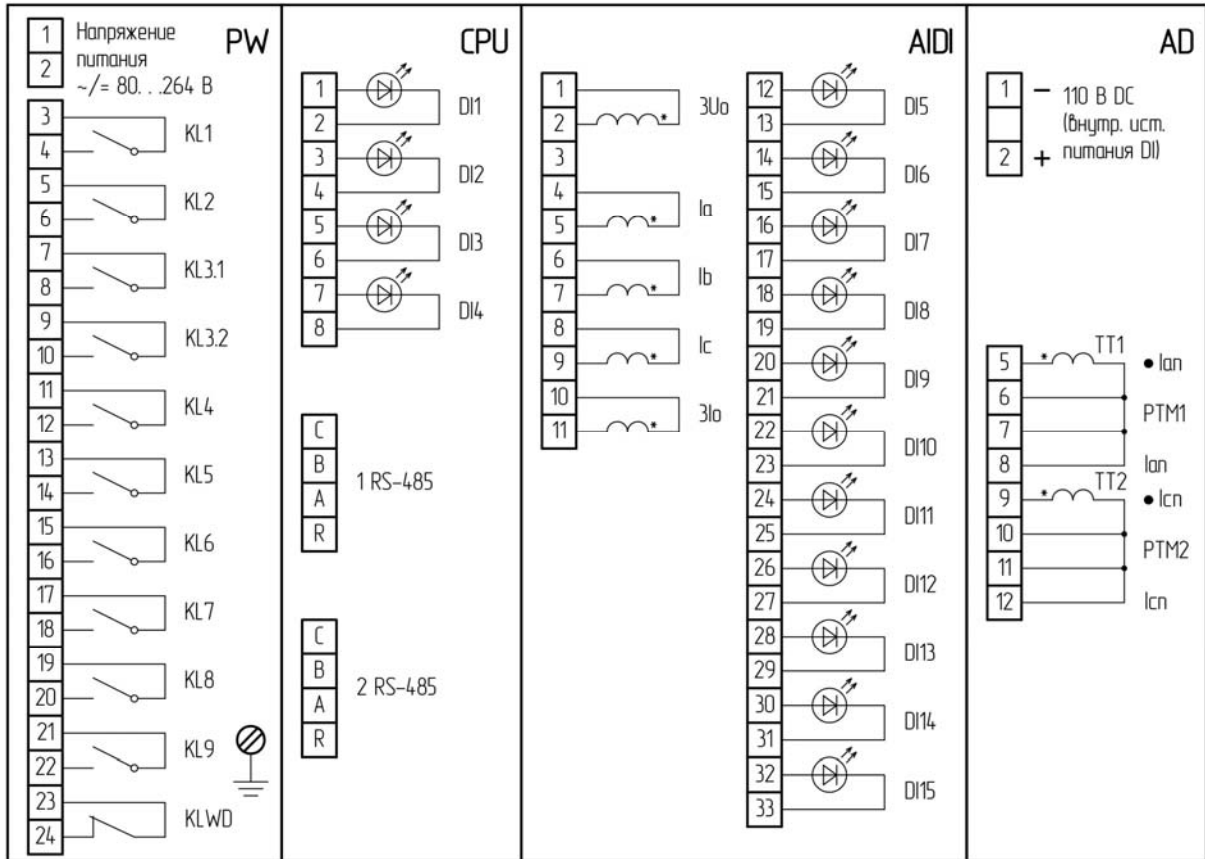 PW
1 Напряжение
2 питания
~/= 80. . .264 В
3
4
KL1
5
6
KL2
7
8
KL3.1
9
10
KL3.2
11
12
KL4
13
14
KL5
15
16
KL6
17
18
KL7
19
20
KL8
21
22
KL9
23
24
KLWD
CPU
1
2
DI1
3
4
DI2
5
6
DI3
7
8
DI4
C
B
A
R
1 RS-485
C
B
A
R
2 RS-485
AIDI
1
2
3Uo
3
4
5
Ia
6
7
Ib
8
9
Ic
10
11
3Io
12
13
DI5
14
15
DI6
16
17
DI7
18
19
DI8
20
21
DI9
22
23
DI10
24
25
DI11
26
27
DI12
28
29
DI13
30
31
DI14
32
33
DI15
AD
1 − 110 В DC
(внутр. ист.
2 + питания DI)
5 * TT1 • Iап
6
PTM1
7
8 Iап
9 * TT2 • Icп
10
PTM2
11
12 Icп